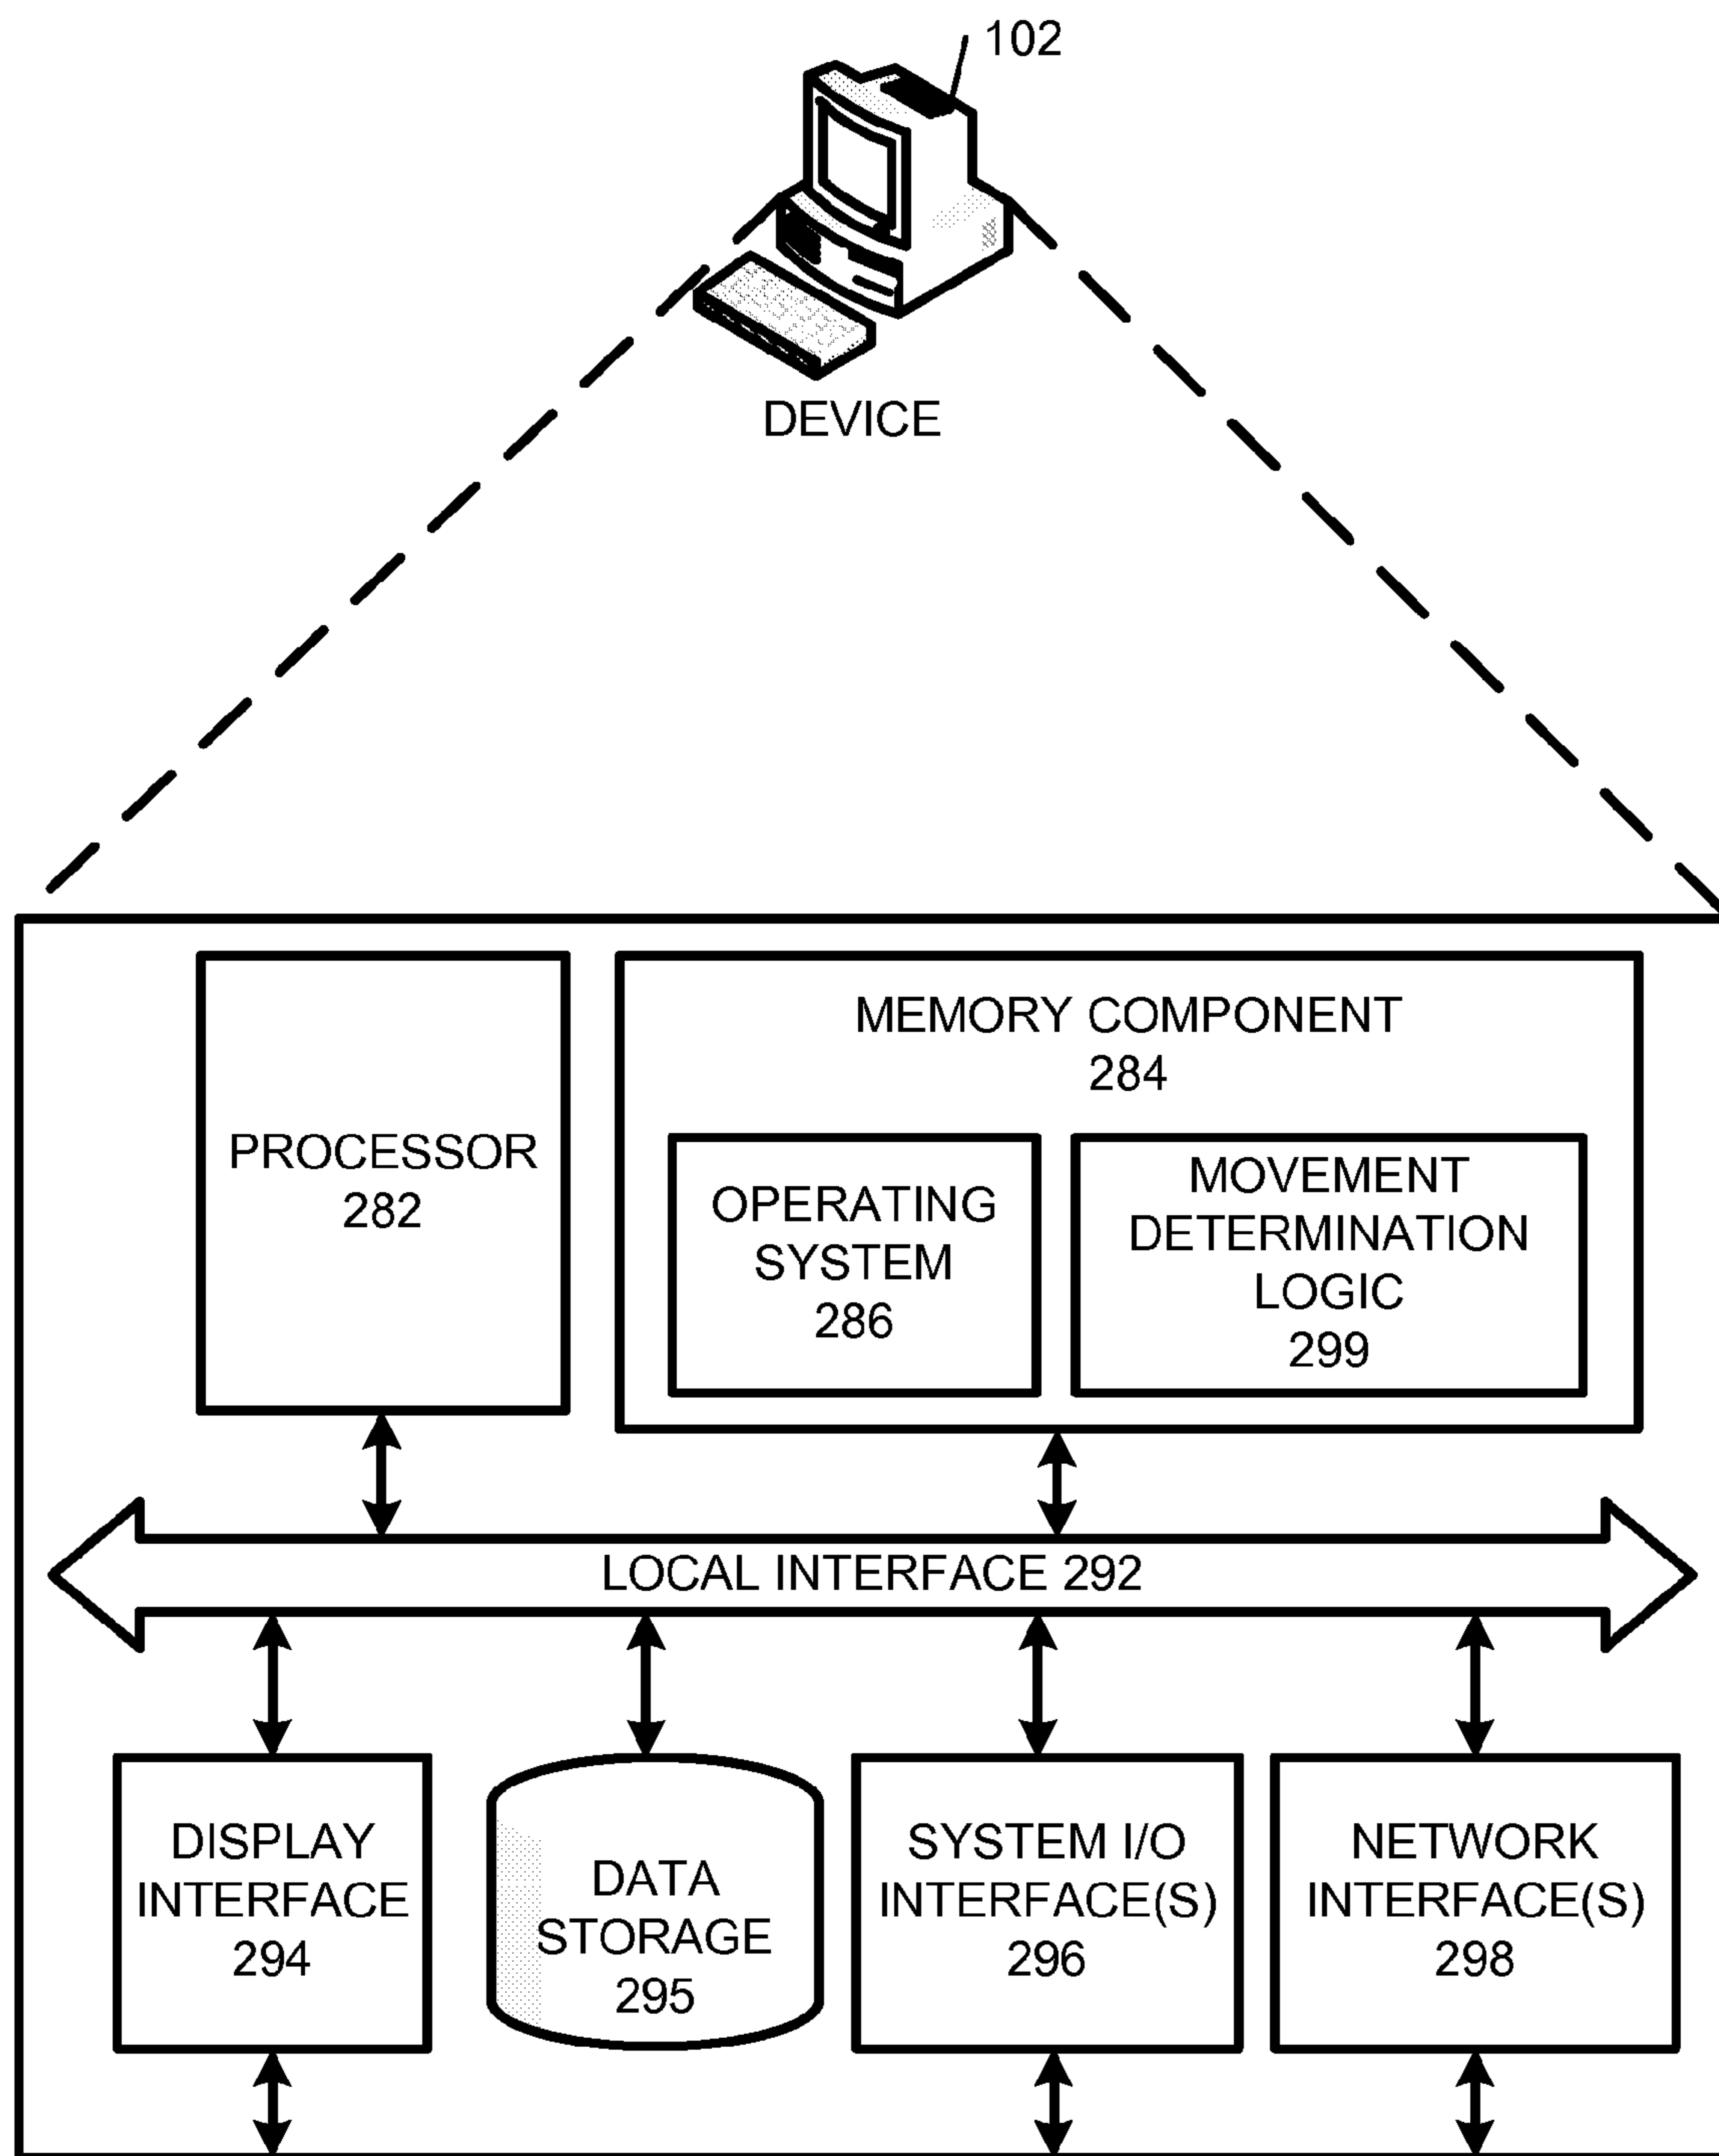 102
DEVICE
PROCESSOR
282
MEMORY COMPONENT
284
OPERATING
SYSTEM
286
MOVEMENT
DETERMINATION
LOGIC
299
LOCAL INTERFACE 292
DISPLAY
INTERFACE
294
DATA
STORAGE
295
SYSTEM I/O
INTERFACE(S)
296
NETWORK
INTERFACE(S)
298